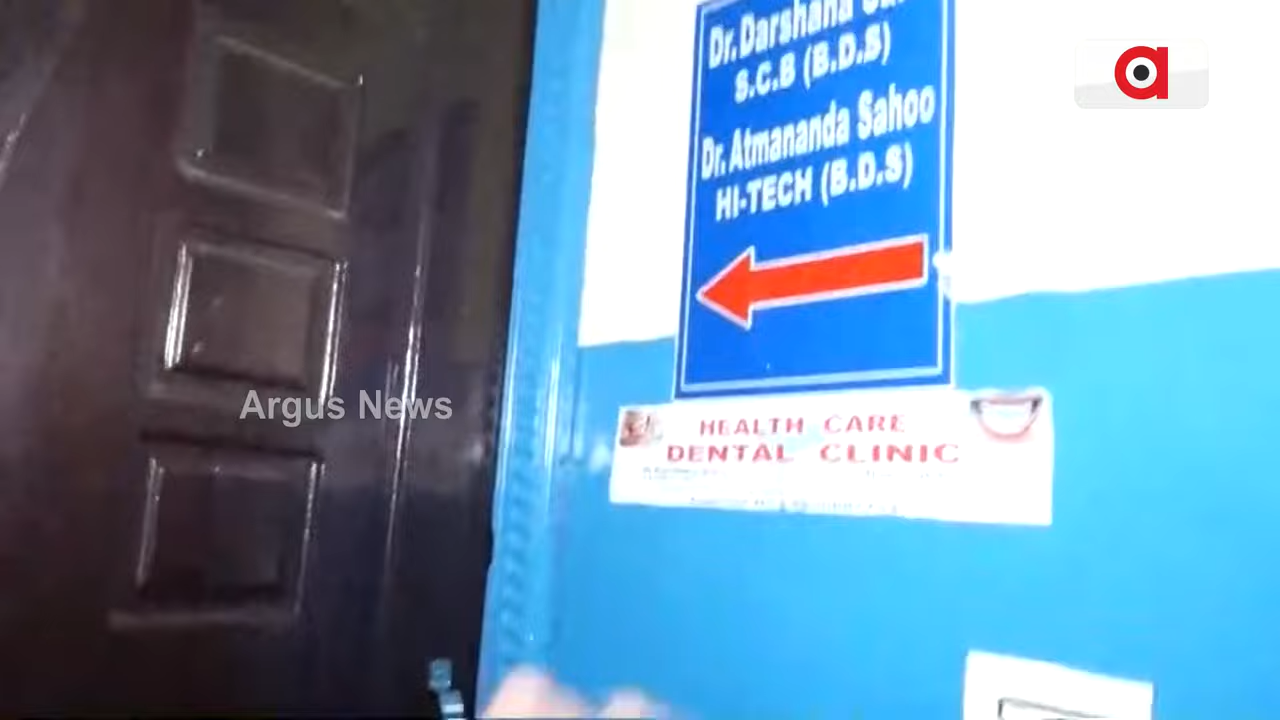 Dr. Darshana
S.C.B (B.D.S)
Dr. Atmananda Sahoo
HI-TECH (B.D.S)
Argus News
HEALTH CARE
DENTAL CLINIC